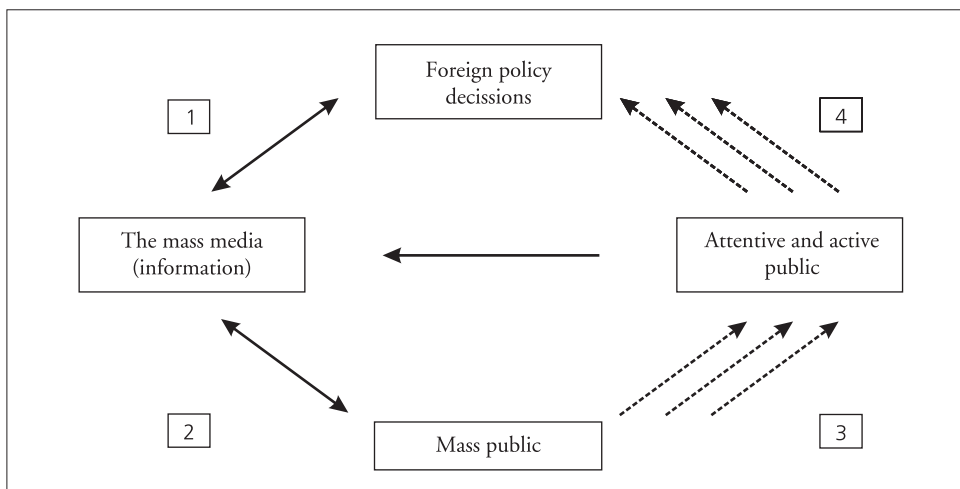 Foreign policy
decissions
1
4
The mass media
(information)
Attentive and active
public
2
Mass public
3